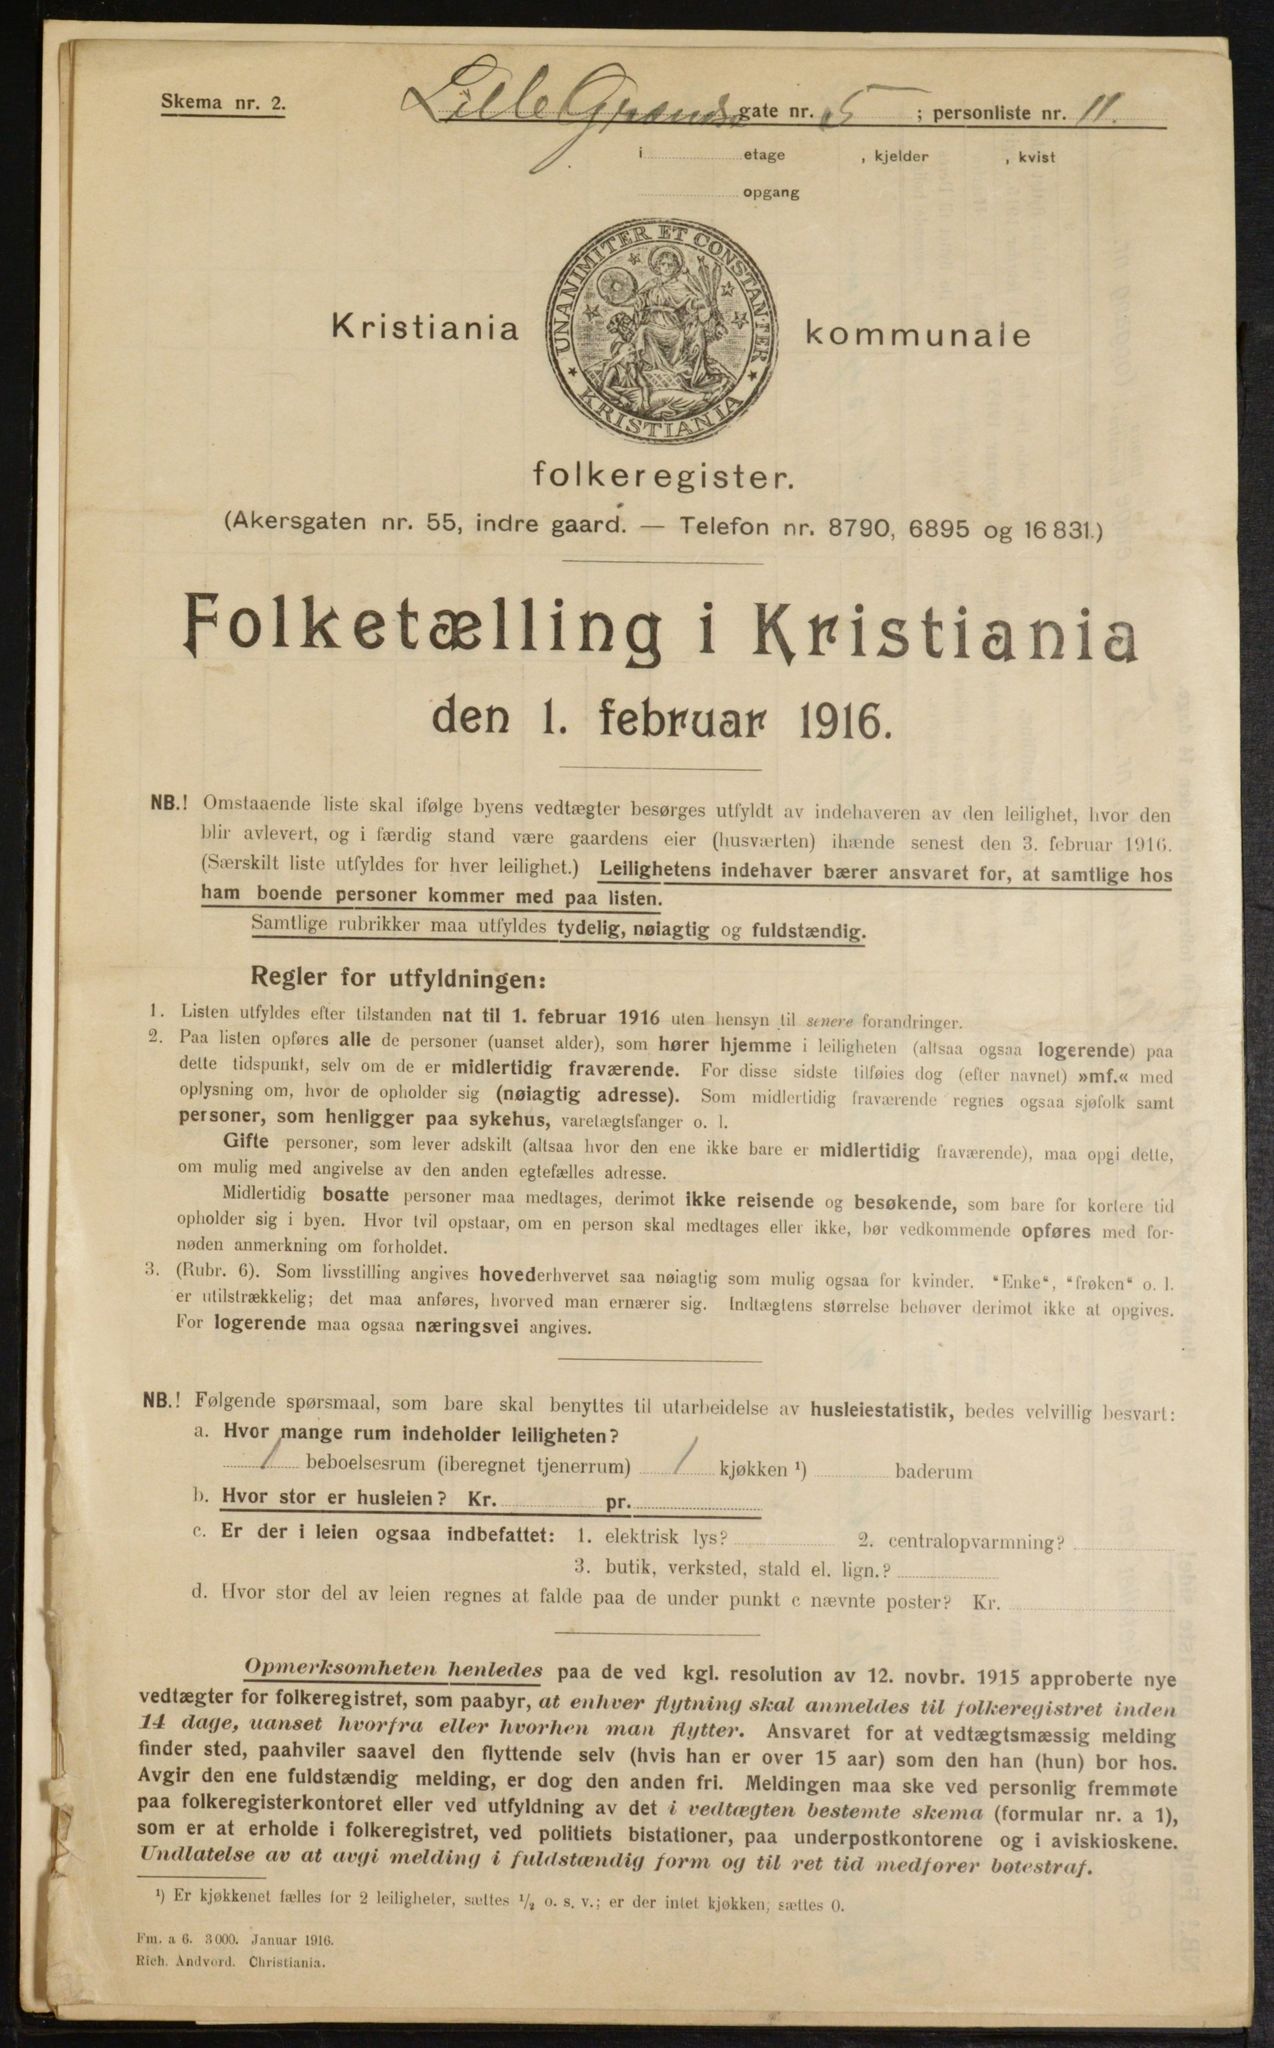 Skema nr. 2.
Lille Grændse gate nr. 5 ; personliste nr. 11.
i etage , kjelder , kvist
opgang
UNANIMITER ET CONSTANTER
KRISTIANIA
Kristiania kommunale
folkeregister.
(Akersgaten nr. 55, indre gaard. — Telefon nr. 8790, 6895 og 16 831.)
Folketælling i Kristiania
den 1. februar 1916.
NB.! Omstaaende liste skal ifølge byens vedtægter besørges utfyldt av indehaveren av den leilighet, hvor den
blir avlevert, og i færdig stand være gaardens eier (husværten) ihænde senest den 3. februar 1916.
(Særskilt liste utfyldes for hver leilighet.) Leilighetens indehaver bærer ansvaret for, at samtlige hos
ham boende personer kommer med paa listen.
Samtlige rubrikker maa utfyldes tydelig, nøiagtig og fuldstændig.
Regler for utfyldningen:
1. Listen utfyldes efter tilstanden nat til 1. februar 1916 uten hensyn til senere forandringer.
2. Paa listen opføres alle de personer (uanset alder), som hører hjemme i leiligheten (altsaa ogsaa logerende) paa
dette tidspunkt, selv om de er midlertidig fraværende. For disse sidste tilføies dog (efter navnet) »mf.« med
oplysning om, hvor de opholder sig (nøiagtig adresse). Som midlertidig fraværende regnes ogsaa sjøfolk samt
personer, som henligger paa sykehus, varetægtsfanger o. l.
Gifte personer, som lever adskilt (altsaa hvor den ene ikke bare er midlertidig fraværende), maa opgi dette,
om mulig med angivelse av den anden egtefælles adresse.
Midlertidig bosatte personer maa medtages, derimot ikke reisende og besøkende, som bare for kortere tid
opholder sig i byen. Hvor tvil opstaar, om en person skal medtages eller ikke, bør vedkommende opføres med for-
nøden anmerkning om forholdet.
3. (Rubr. 6). Som livsstilling angives hovederhvervet saa nøiagtig som mulig ogsaa for kvinder. "Enke", "frøken" o. l.
er utilstrækkelig; det maa anføres, hvorved man ernærer sig. Indtægtens størrelse behøver derimot ikke at opgives.
For logerende maa ogsaa næringsvei angives.
NB.! Følgende spørsmaal, som bare skal benyttes til utarbeidelse av husleiestatistik, bedes velvillig besvart:
a. Hvor mange rum indeholder leiligheten?
1 beboelsesrum (iberegnet tjenerrum) 1 kjøkken ¹) baderum
b. Hvor stor er husleien? Kr. pr.
c. Er der i leien ogsaa indbefattet: 1. elektrisk lys? 2. centralopvarmning?
3. butik, verksted, stald el. lign.?
d. Hvor stor del av leien regnes at falde paa de under punkt c nævnte poster? Kr.
Opmerksomheten henledes paa de ved kgl. resolution av 12. novbr. 1915 approberte nye
vedtægter for folkeregistret, som paabyr, at enhver flytning skal anmeldes til folkeregistret inden
14 dage, uanset hvorfra eller hvorhen man flytter. Ansvaret for at vedtægtsmæssig melding
finder sted, paahviler saavel den flyttende selv (hvis han er over 15 aar) som den han (hun) bor hos.
Avgir den ene fuldstændig melding, er dog den anden fri. Meldingen maa ske ved personlig fremmøte
paa folkeregisterkontoret eller ved utfyldning av det i vedtægten bestemte skema (formular nr. a 1),
som er at erholde i folkeregistret, ved politiets bistationer, paa underpostkontorene og i aviskioskene.
Undlatelse av at avgi melding i fuldstændig form og til ret tid medfører bøtestraf.
¹) Er kjøkkenet fælles for 2 leiligheter, sættes ½ o. s. v.; er der intet kjøkken, sættes 0.
Fm. a 6. 3 000. Januar 1916.
Rich. Andvord. Christiania.